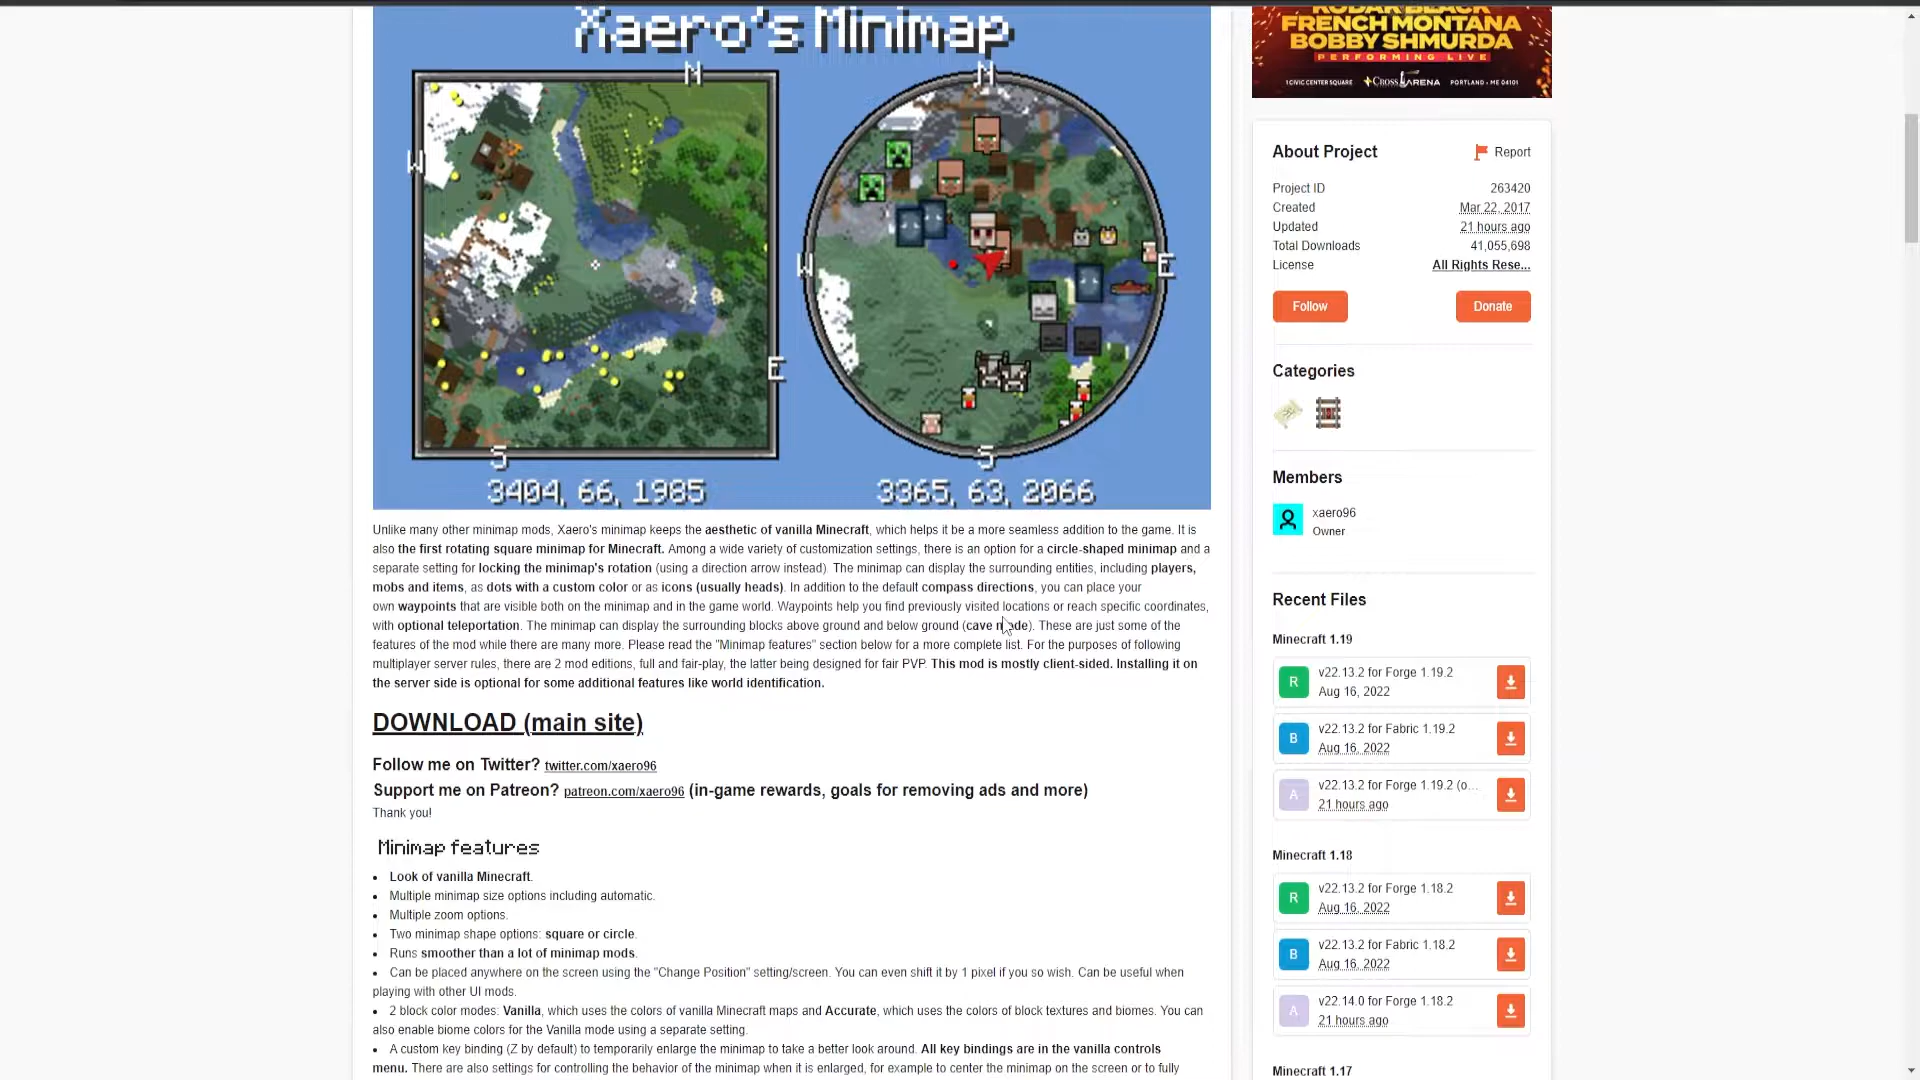 Xaero's Minimap
N
N
W
W
E
E
S
S
3404, 66, 1985
3365, 63, 2066
Unlike many other minimap mods, Xaero's minimap keeps the aesthetic of vanilla Minecraft, which helps it be a more seamless addition to the game. It is
also the first rotating square minimap for Minecraft. Among a wide variety of customization settings, there is an option for a circle-shaped minimap and a
separate setting for locking the minimap's rotation (using a direction arrow instead). The minimap can display the surrounding entities, including players,
mobs and items, as dots with a custom color or as icons (usually heads). In addition to the default compass directions, you can place your
own waypoints that are visible both on the minimap and in the game world. Waypoints help you find previously visited locations or reach specific coordinates,
with optional teleportation. The minimap can display the surrounding blocks above ground and below ground (cave mode). These are just some of the
features of the mod while there are many more. Please read the "Minimap features" section below for a more complete list. For the purposes of following
multiplayer server rules, there are 2 mod editions, full and fair-play, the latter being designed for fair PVP. This mod is mostly client-sided. Installing it on
the server side is optional for some additional features like world identification.
DOWNLOAD (main site)
Follow me on Twitter? twitter.com/xaero96
Support me on Patreon? patreon.com/xaero96 (in-game rewards, goals for removing ads and more)
Thank you!
Minimap features
• Look of vanilla Minecraft.
• Multiple minimap size options including automatic.
• Multiple zoom options.
• Two minimap shape options: square or circle.
• Runs smoother than a lot of minimap mods.
• Can be placed anywhere on the screen using the "Change Position" setting/screen. You can even shift it by 1 pixel if you so wish. Can be useful when
playing with other UI mods.
• 2 block color modes: Vanilla, which uses the colors of vanilla Minecraft maps and Accurate, which uses the colors of block textures and biomes. You can
also enable biome colors for the Vanilla mode using a separate setting.
• A custom key binding (Z by default) to temporarily enlarge the minimap to take a better look around. All key bindings are in the vanilla controls
menu. There are also settings for controlling the behavior of the minimap when it is enlarged, for example to center the minimap on the screen or to fully
KODAK BLACK
FRENCH MONTANA
BOBBY SHMURDA
PERFORMING LIVE
1 CIVIC CENTER SQUARE CROSS ARENA PORTLAND • ME 04101
About Project Report
Project ID 263420
Created Mar 22, 2017
Updated 21 hours ago
Total Downloads 41,055,698
License All Rights Rese...
Follow Donate
Categories
Members
xaero96
Owner
Recent Files
Minecraft 1.19
R v22.13.2 for Forge 1.19.2
Aug 16, 2022
B v22.13.2 for Fabric 1.19.2
Aug 16, 2022
A v22.13.2 for Forge 1.19.2 (o...
21 hours ago
Minecraft 1.18
R v22.13.2 for Forge 1.18.2
Aug 16, 2022
B v22.13.2 for Fabric 1.18.2
Aug 16, 2022
A v22.14.0 for Forge 1.18.2
21 hours ago
Minecraft 1.17